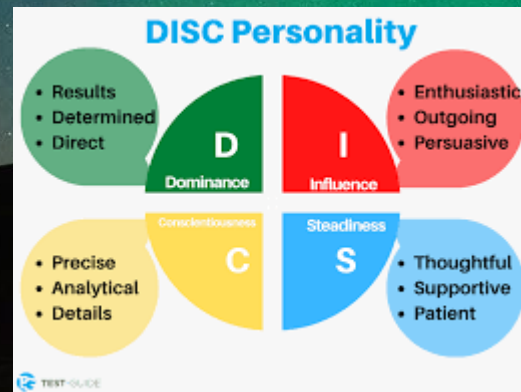 DISC Personality
Results
Determined
Direct
D
Dominance
I
Influence
Enthusiastic
Outgoing
Persuasive
Precise
Analytical
Details
Conscientiousness
C
Steadiness
S
Thoughtful
Supportive
Patient
TEST-GUIDE